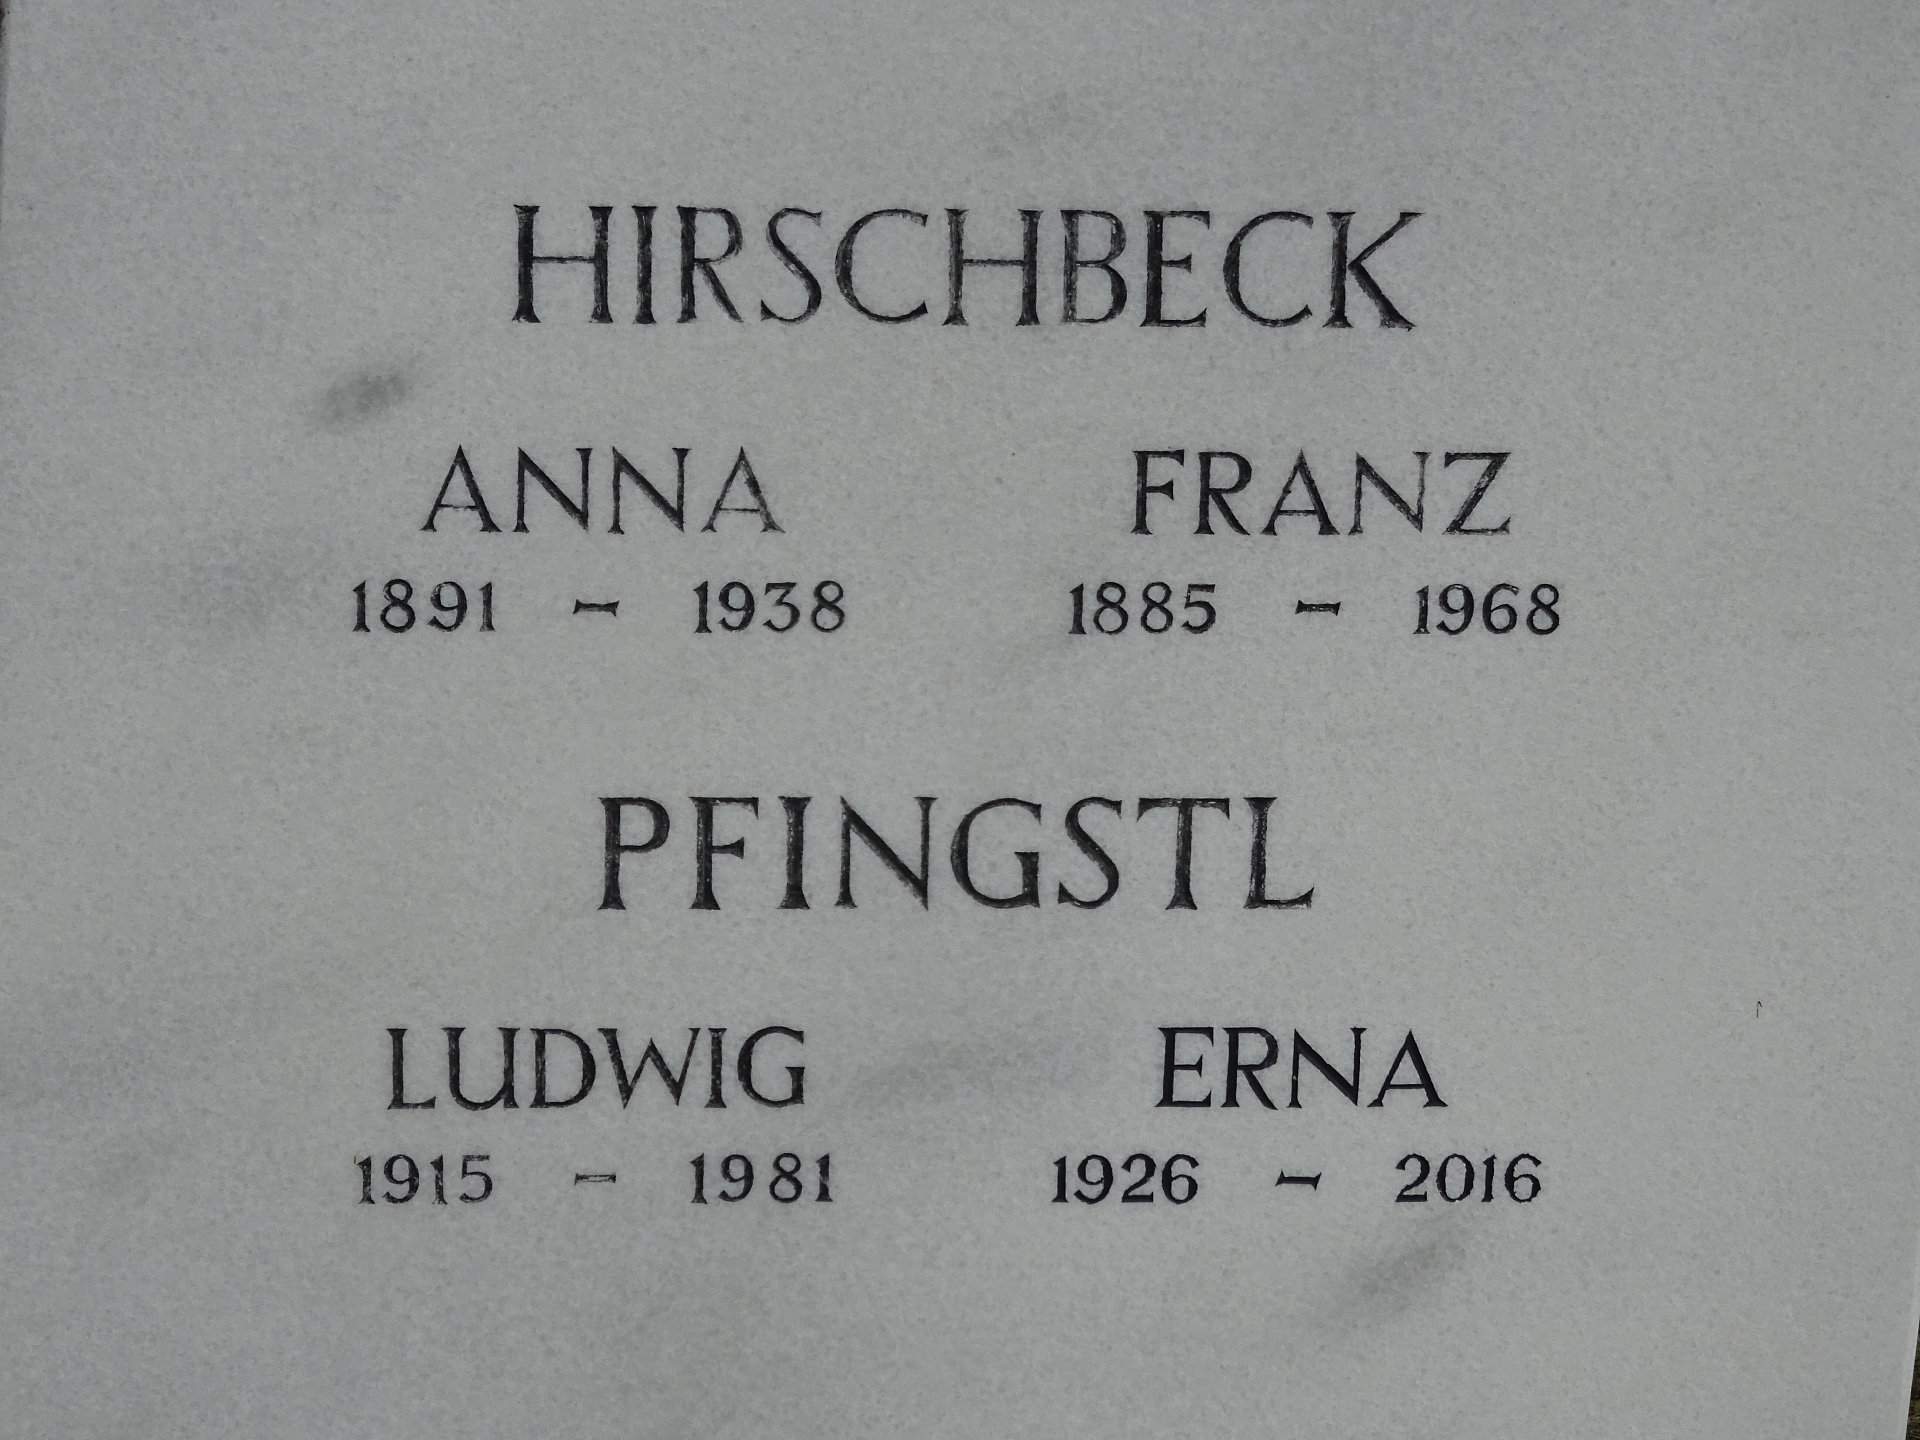 HIRSCHBECK
ANNA FRANZ
1891 – 1938 1885 – 1968
PFINGSTL
LUDWIG ERNA
1915 – 1981 1926 – 2016